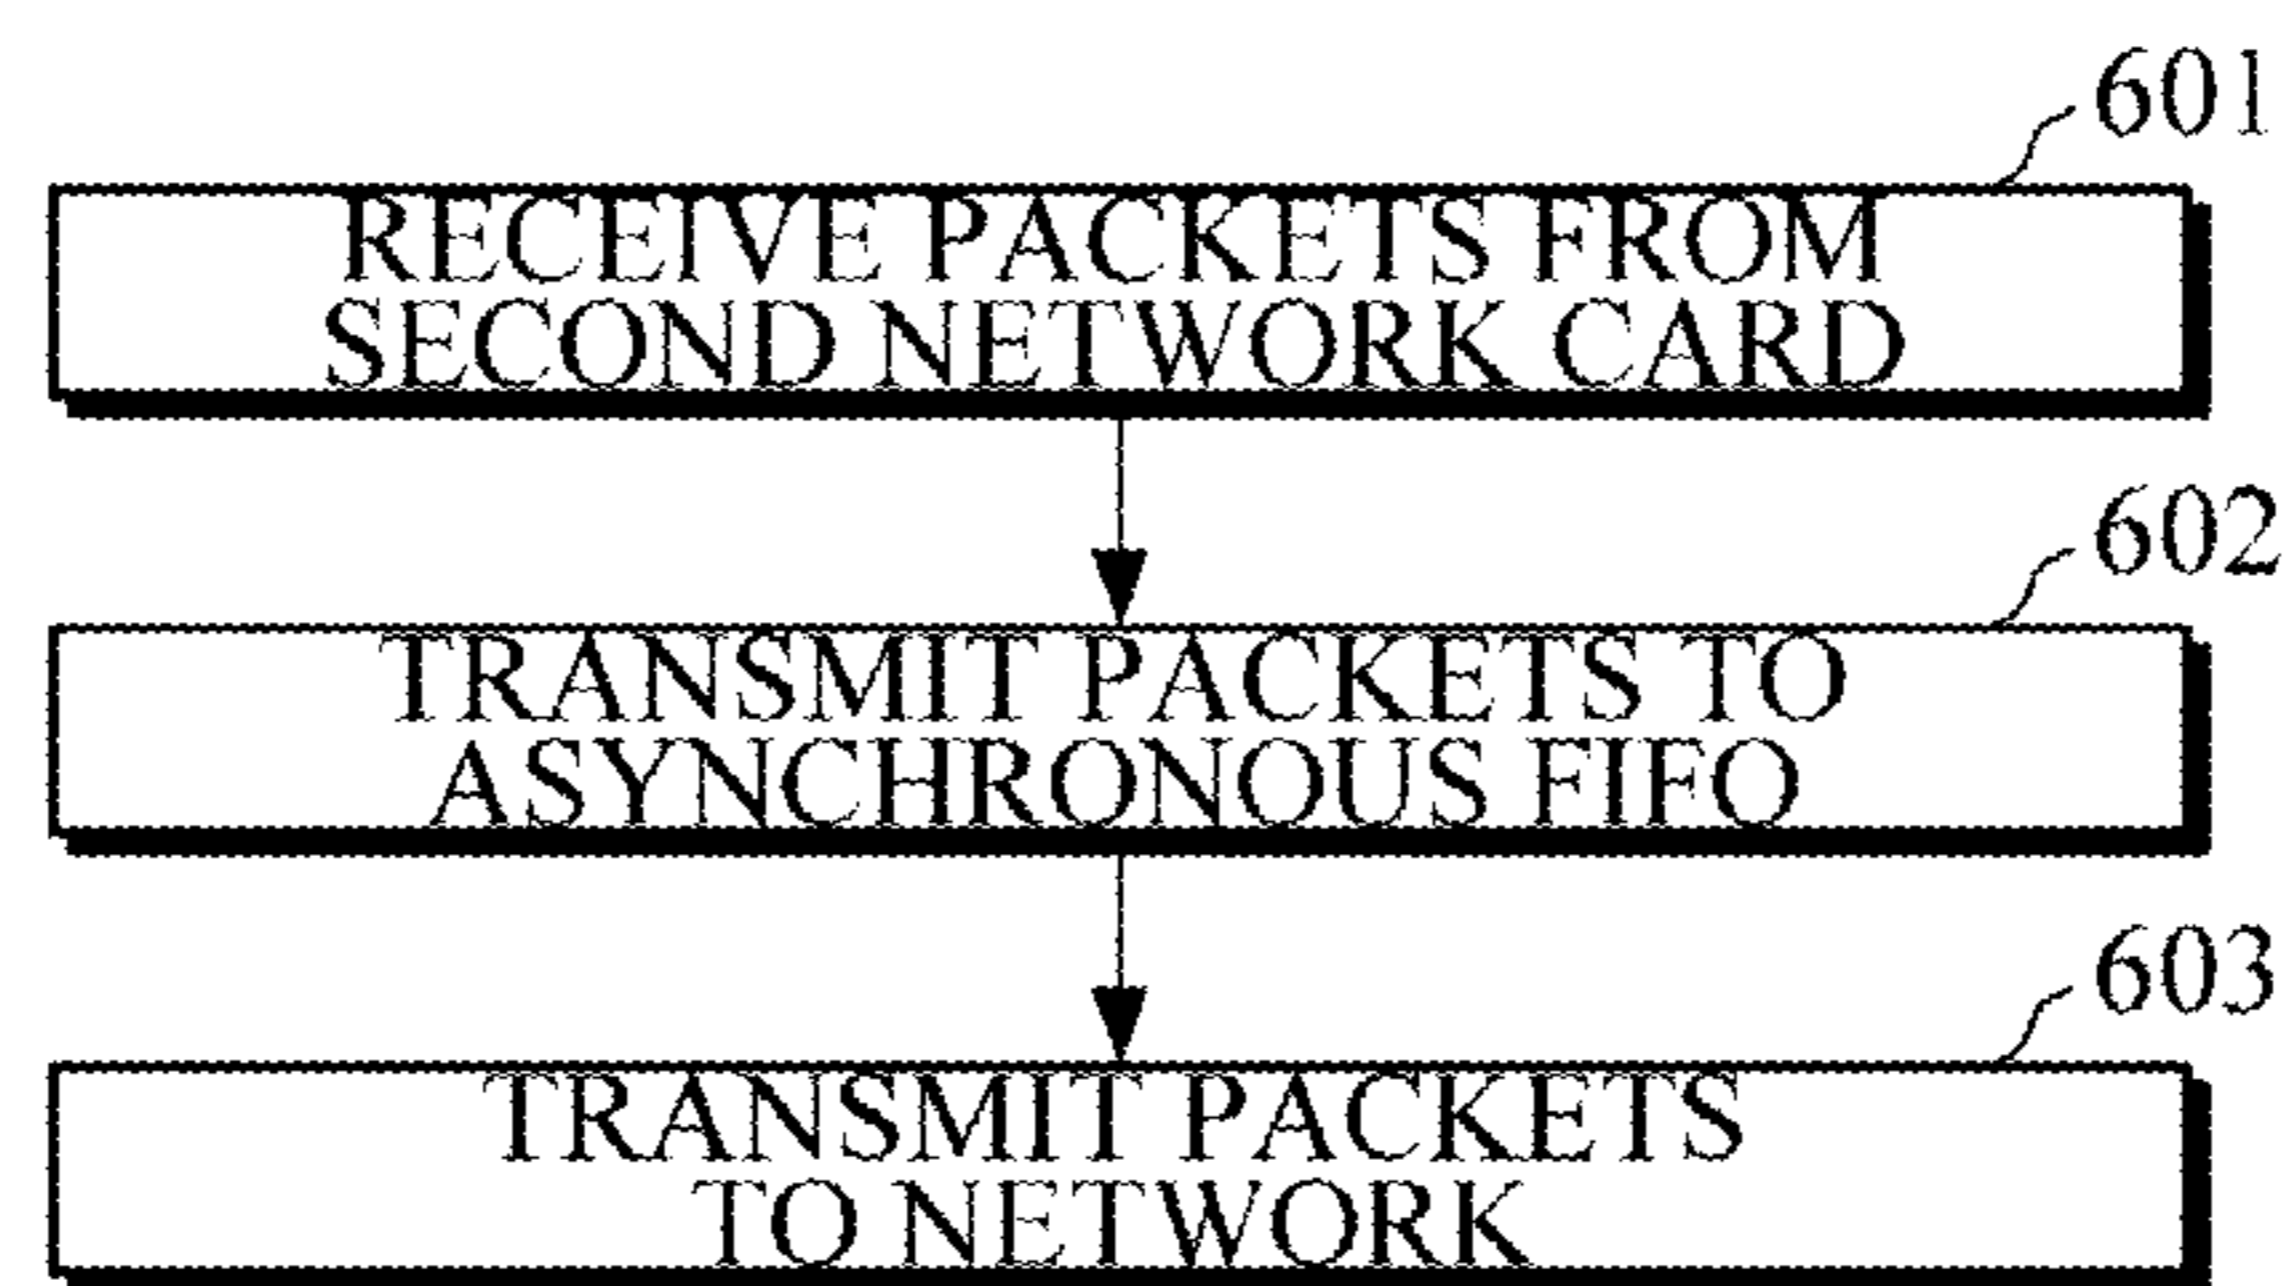 601
RECEIVE PACKETS FROM
SECOND NETWORK CARD
602
TRANSMIT PACKETS TO
ASYNCHRONOUS FIFO
603
TRANSMIT PACKETS
TO NETWORK